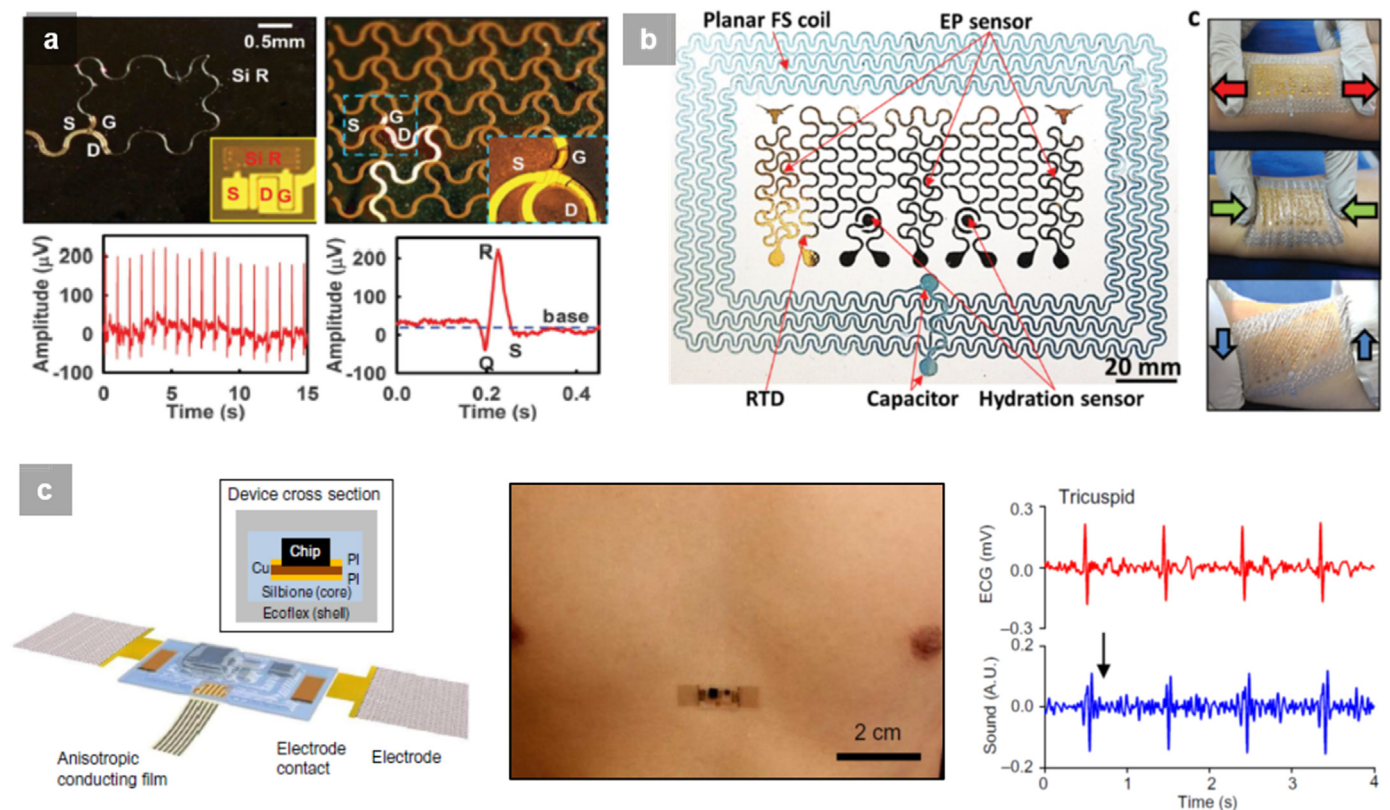 a
0.5mm
Si R
S
G
D
Si R
S
D
G
S
G
D
S
G
D
Amplitude (µV)
200
100
0
-100
0
5
10
15
Time (s)
Amplitude (µV)
200
100
0
-100
R
base
Q
S
0.0
0.2
0.4
Time (s)
b
Planar FS coil
EP sensor
RTD
Capacitor
Hydration sensor
20 mm
c
c
Device cross section
Chip
Cu
PI
PI
Silbione (core)
Ecoflex (shell)
Anisotropic
conducting film
Electrode
contact
Electrode
2 cm
Tricuspid
ECG (mV)
0.3
0.0
-0.3
Sound (A.U.)
0.2
0.0
-0.2
0
1
2
3
4
Time (s)